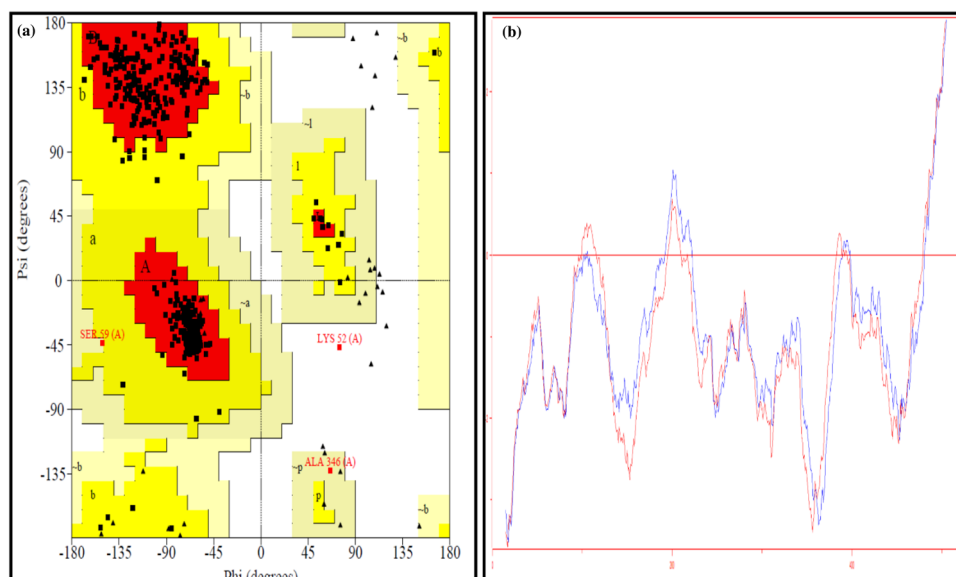 (a)
(b)
Psi (degrees)
180
135
90
45
0
-45
-90
-135
-180
-135
-90
-45
0
45
90
135
180
Phi (degrees)
B
b
~b
~b
b
~l
l
a
A
~a
SER 59 (A)
LYS 52 (A)
ALA 346 (A)
~b
~p
b
p
~b